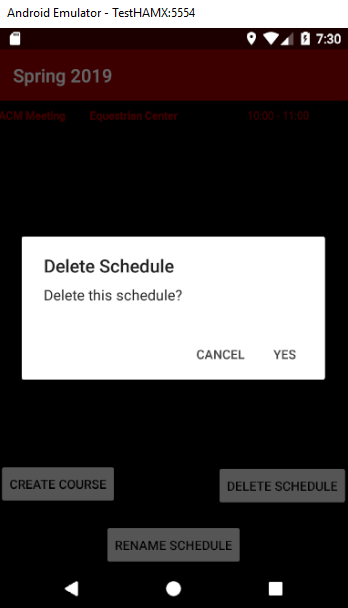 Android Emulator - TestHAMX:5554
7:30
Spring 2019
ACM Meeting Equestrian Center 10:00 - 11:00
Delete Schedule
Delete this schedule?
CANCEL YES
CREATE COURSE DELETE SCHEDULE
RENAME SCHEDULE